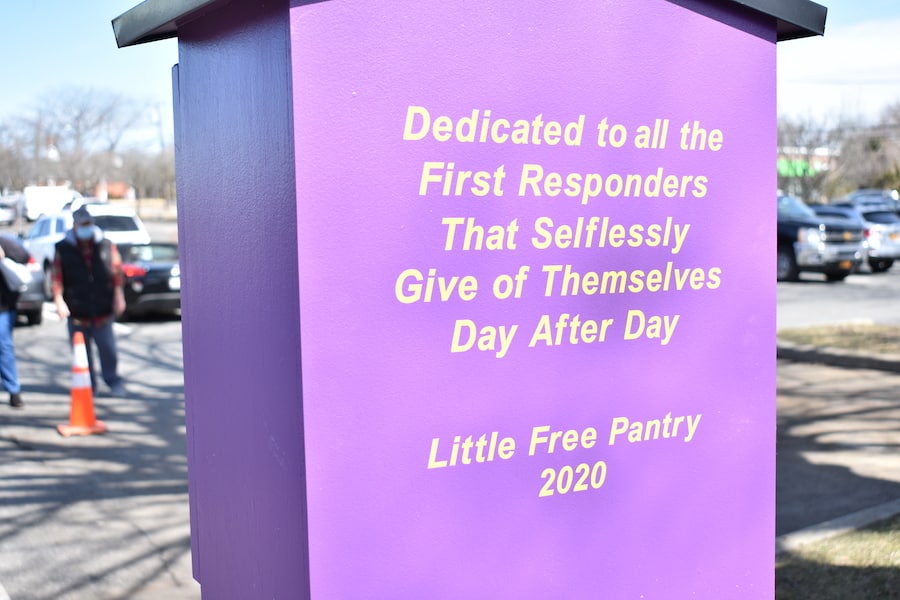 Dedicated to all the
First Responders
That Selflessly
Give of Themselves
Day After Day
Little Free Pantry
2020